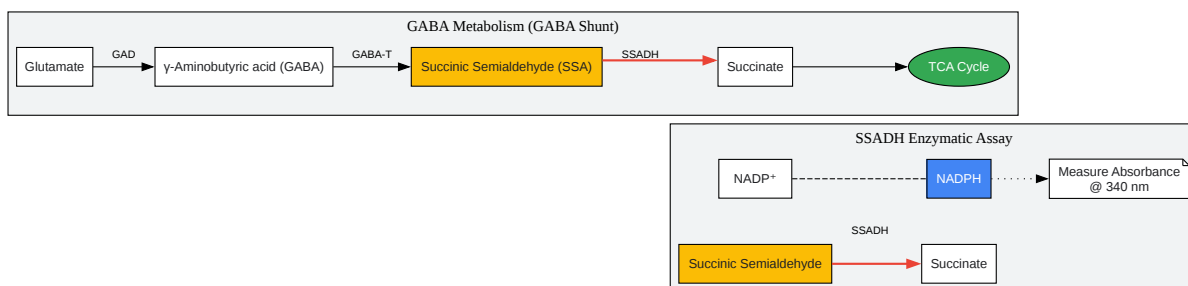 GABA Metabolism (GABA Shunt)
Glutamate
GAD
γ-Aminobutyric acid (GABA)
GABA-T
Succinic Semialdehyde (SSA)
SSADH
Succinate
TCA Cycle
SSADH Enzymatic Assay
NADP⁺
NADPH
Measure Absorbance
@ 340 nm
SSADH
Succinic Semialdehyde
Succinate